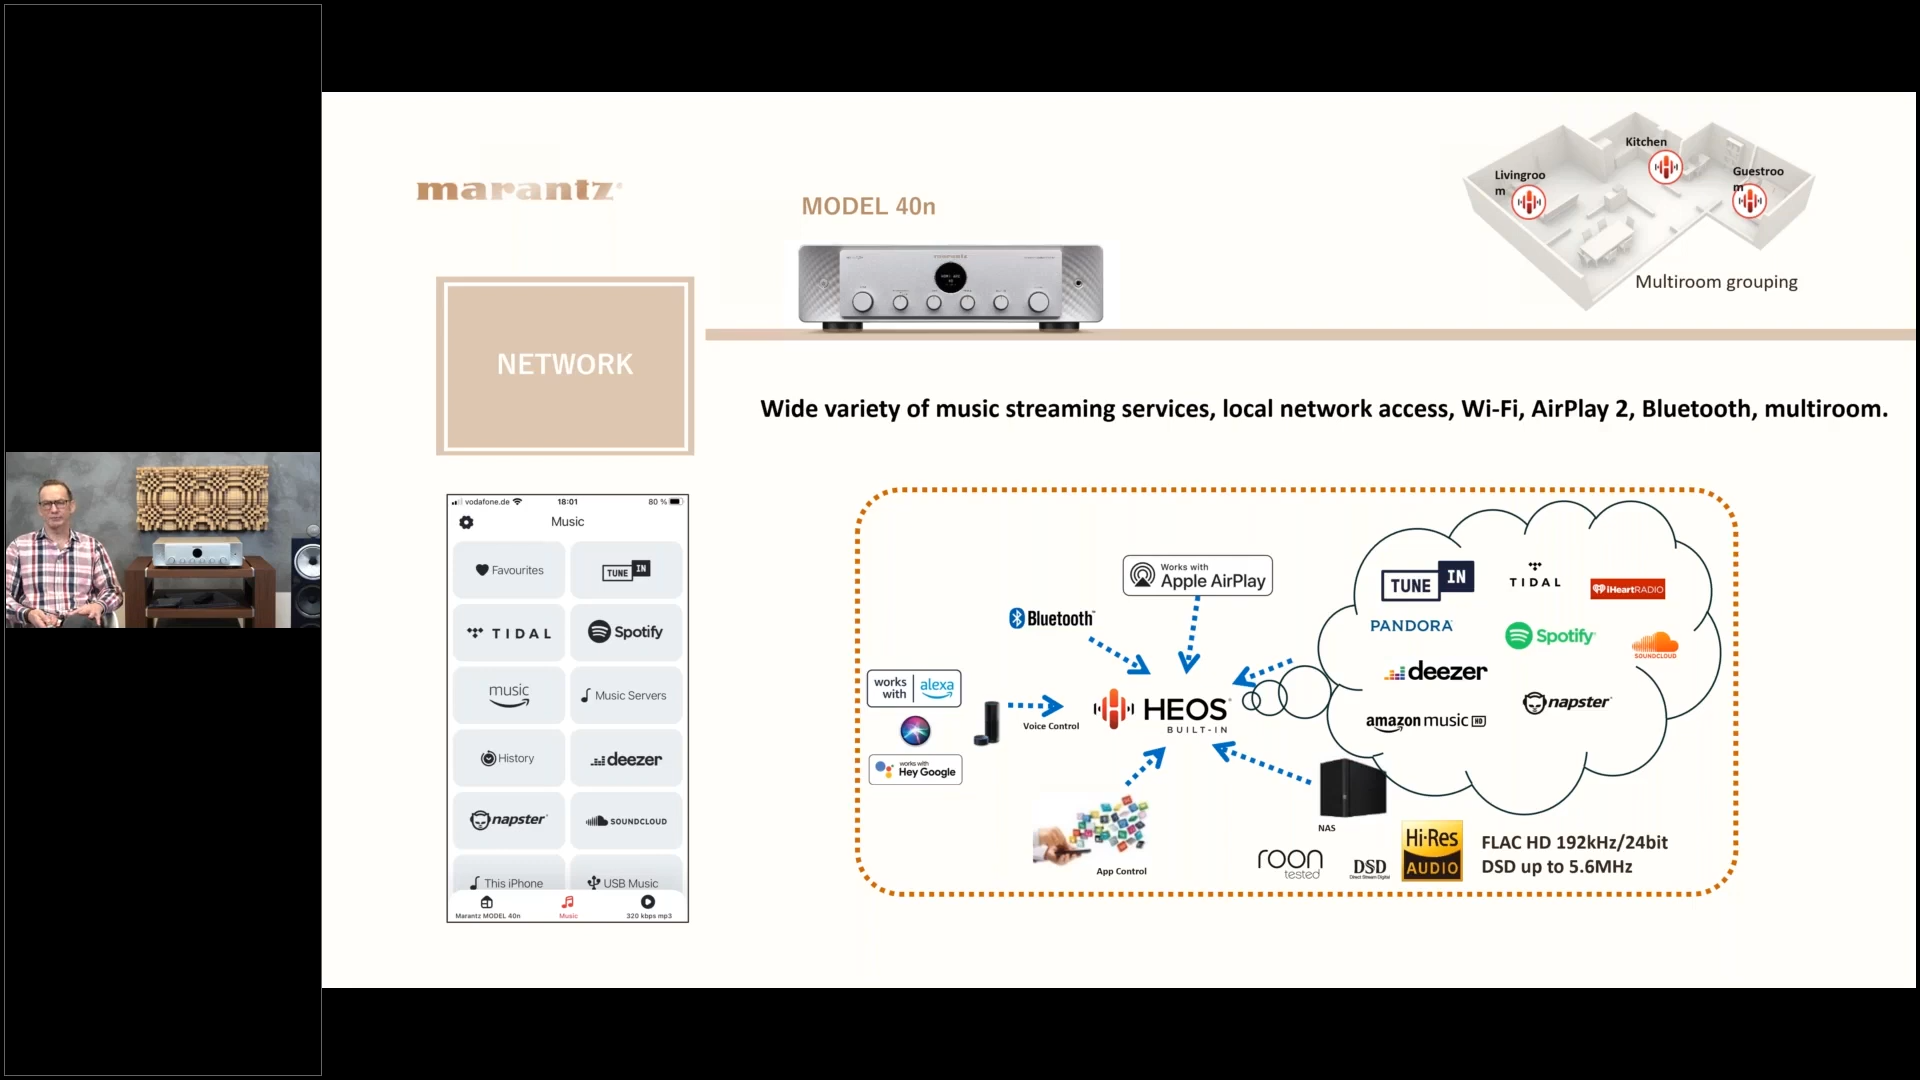 marantz
MODEL 40n
Kitchen
Livingroo
m
Guestroo
m
Multiroom grouping
NETWORK
Wide variety of music streaming services, local network access, Wi-Fi, AirPlay 2, Bluetooth, multiroom.
vodafone.de 18:01 80 %
Music
Favourites
TUNE IN
TIDAL
Spotify
music
Music Servers
History
deezer
napster
SOUNDCLOUD
This iPhone
USB Music
Marantz MODEL 40n
Music
320 kbps mp3
Works with
Apple AirPlay
Bluetooth
works
with
alexa
Voice Control
works with
Hey Google
HEOS
BUILT-IN
App Control
TUNE IN
TIDAL
iHeartRADIO
PANDORA
Spotify
SOUNDCLOUD
deezer
napster
amazon music HD
NAS
roon
tested
DSD
Direct Stream Digital
Hi-Res
AUDIO
FLAC HD 192kHz/24bit
DSD up to 5.6MHz